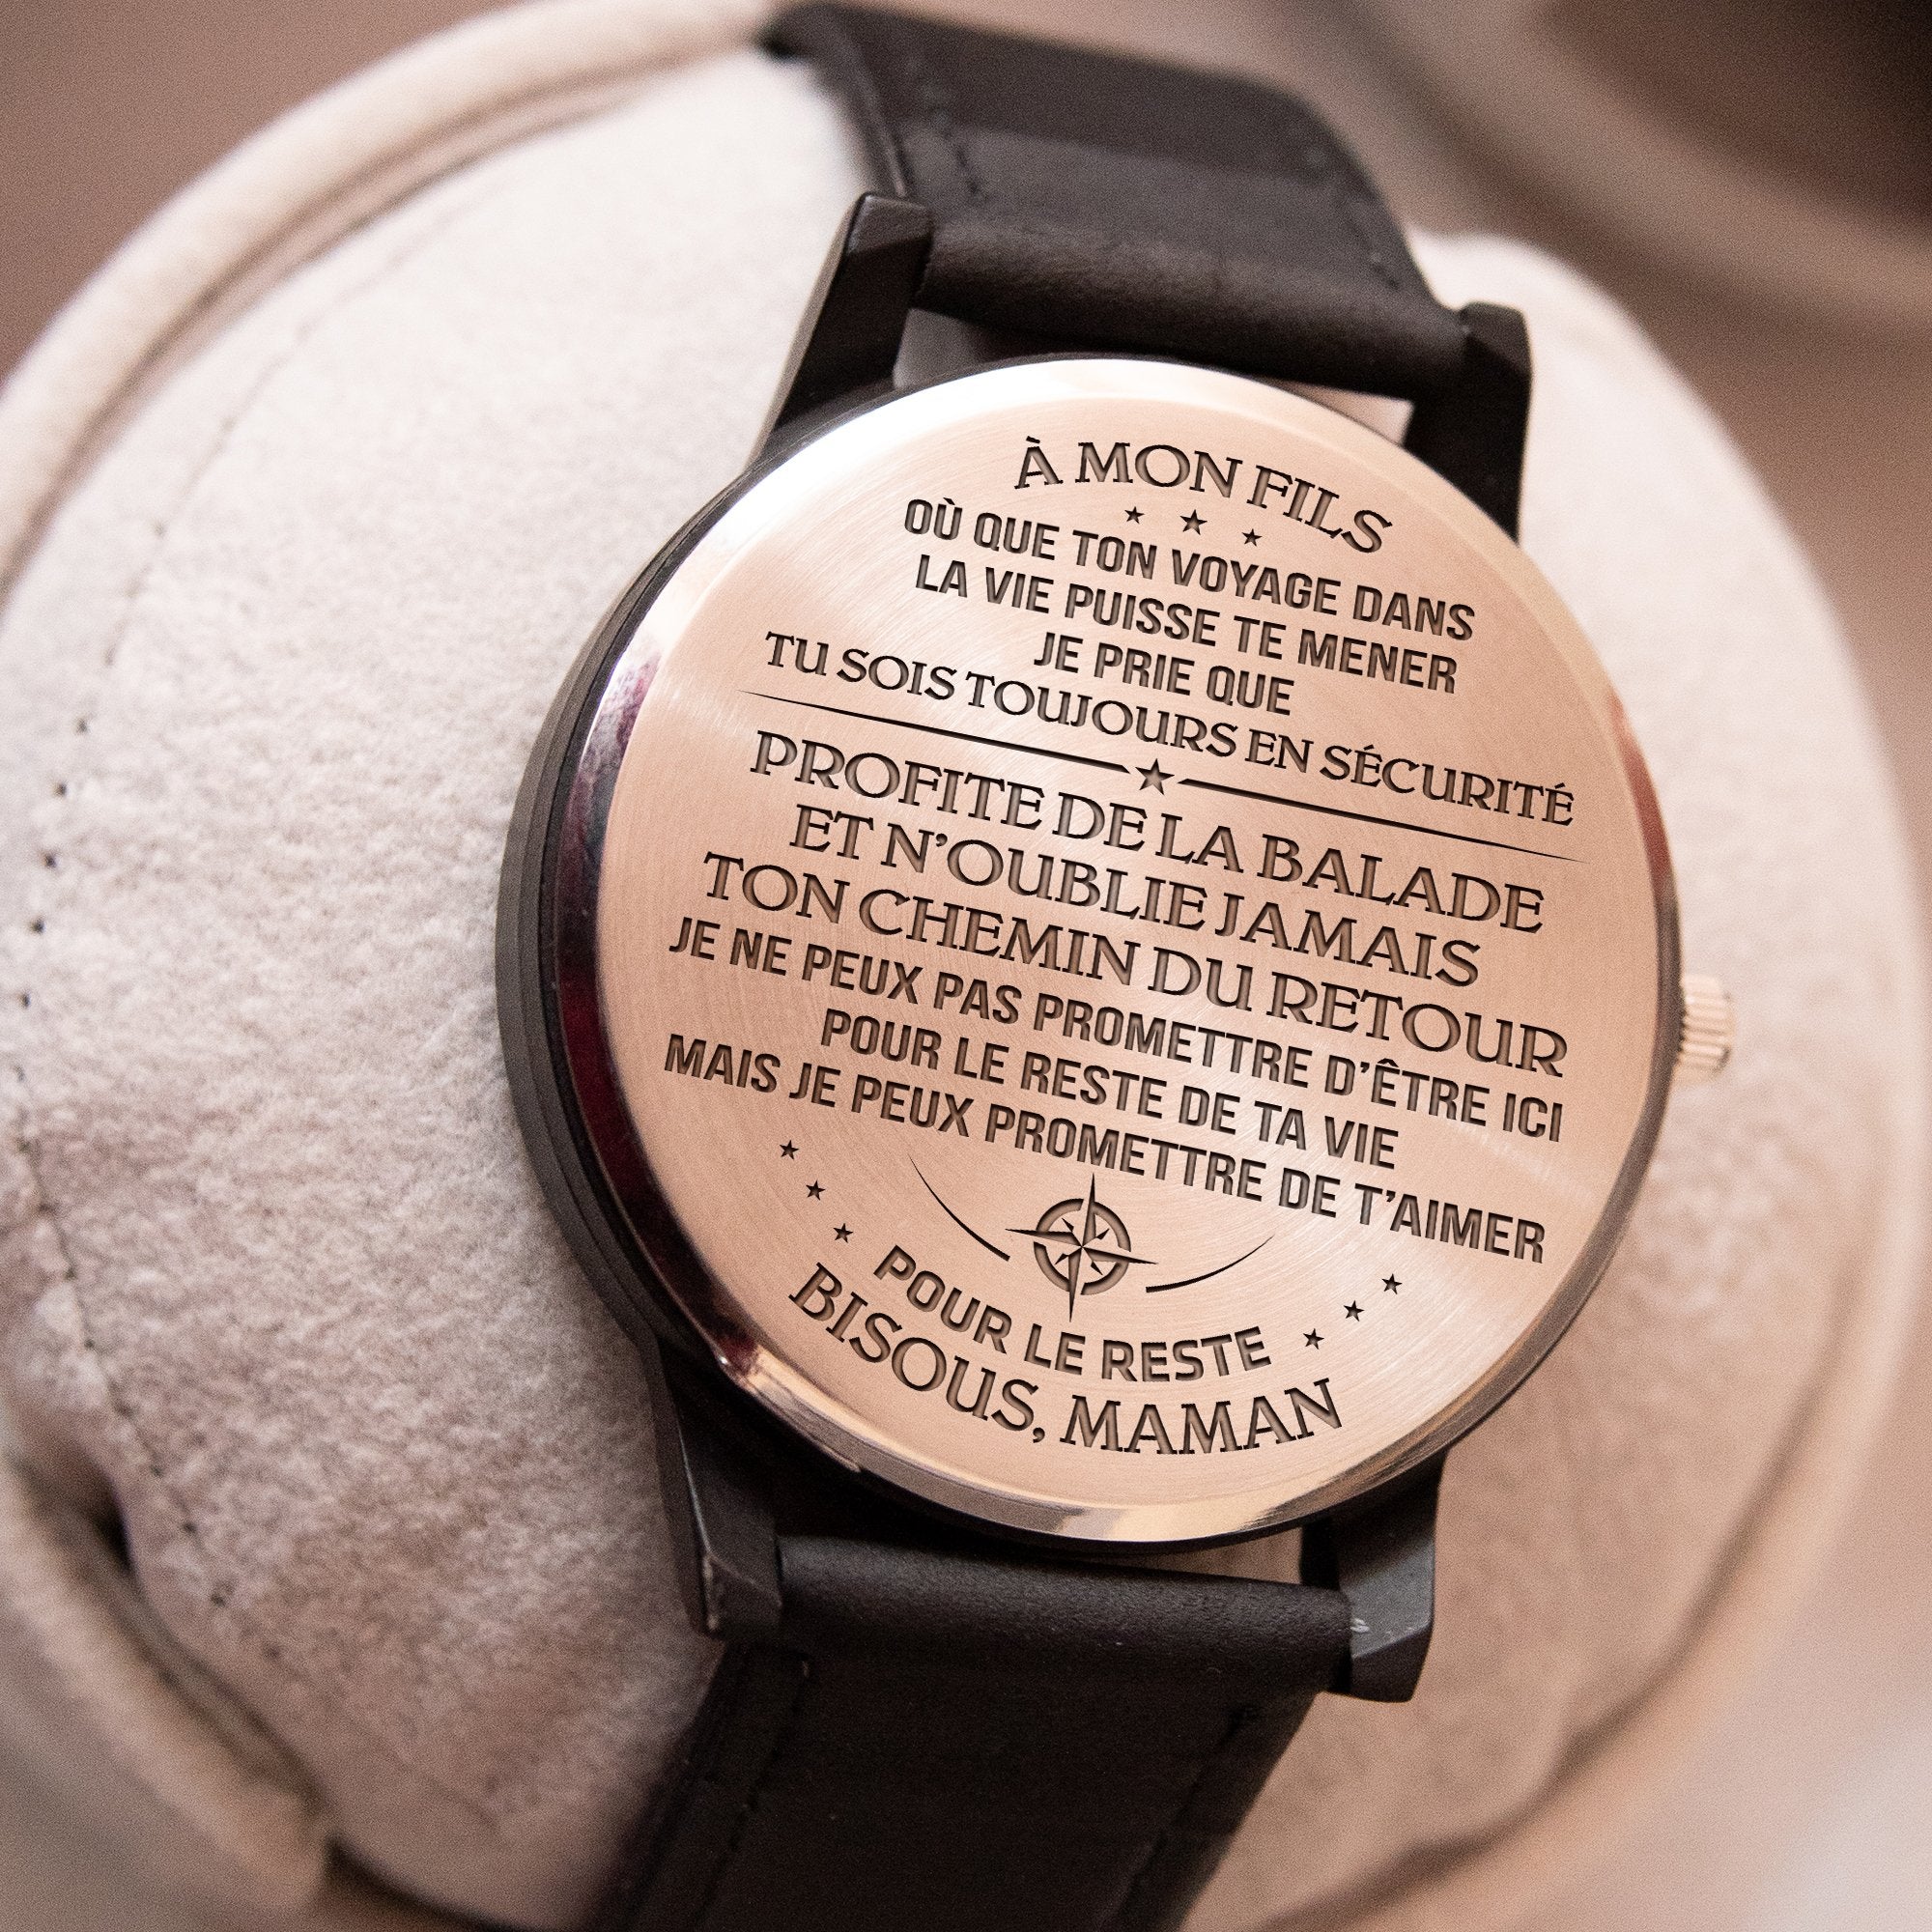 À MON FILS
OÙ QUE TON VOYAGE DANS
LA VIE PUISSE TE MENER
JE PRIE QUE
TU SOIS TOUJOURS EN SÉCURITÉ
PROFITE DE LA BALADE
ET N'OUBLIE JAMAIS
TON CHEMIN DU RETOUR
JE NE PEUX PAS PROMETTRE D'ÊTRE ICI
POUR LE RESTE DE TA VIE
MAIS JE PEUX PROMETTRE DE T'AIMER
POUR LE RESTE
BISOUS, MAMAN